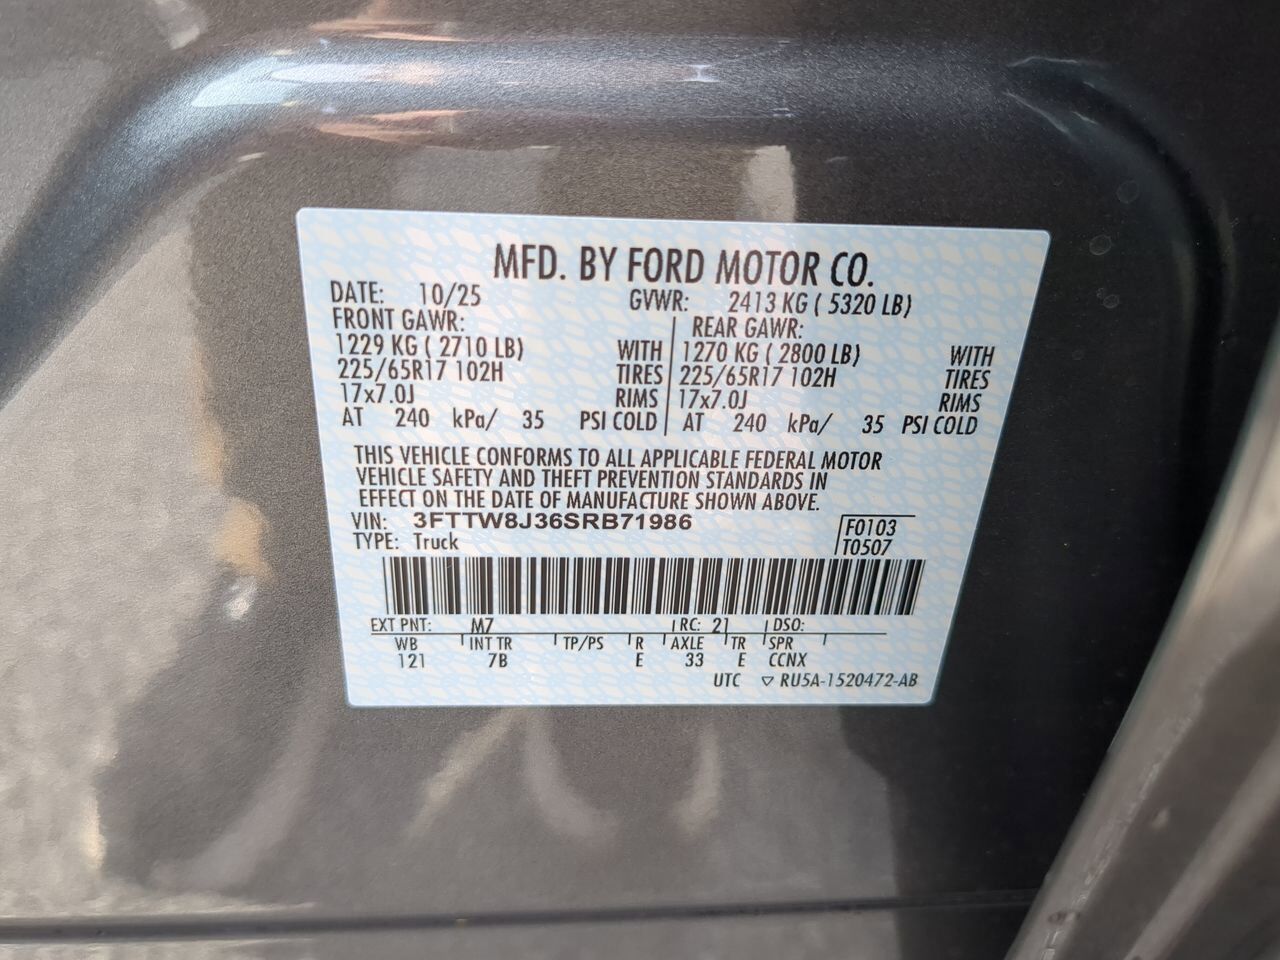 MFD. BY FORD MOTOR CO.
DATE: 10/25 GVWR: 2413 KG ( 5320 LB)
FRONT GAWR: REAR GAWR:
1229 KG ( 2710 LB) WITH 1270 KG ( 2800 LB) WITH
225/65R17 102H TIRES 225/65R17 102H TIRES
17x7.0J RIMS 17x7.0J RIMS
AT 240 kPa/ 35 PSI COLD AT 240 kPa/ 35 PSI COLD
THIS VEHICLE CONFORMS TO ALL APPLICABLE FEDERAL MOTOR
VEHICLE SAFETY AND THEFT PREVENTION STANDARDS IN
EFFECT ON THE DATE OF MANUFACTURE SHOWN ABOVE.
VIN: 3FTTW8J36SRB71986 F0103
TYPE: Truck T0507
EXT PNT: M7 RC: 21 DSO:
WB INT TR TP/PS R AXLE TR SPR
121 7B E 33 E CCNX
UTC ▽ RU5A-1520472-AB